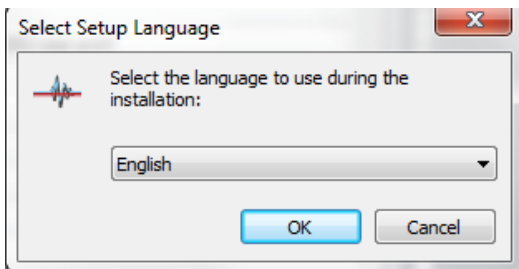 Select Setup Language
Select the language to use during the
installation:
English
OK
Cancel